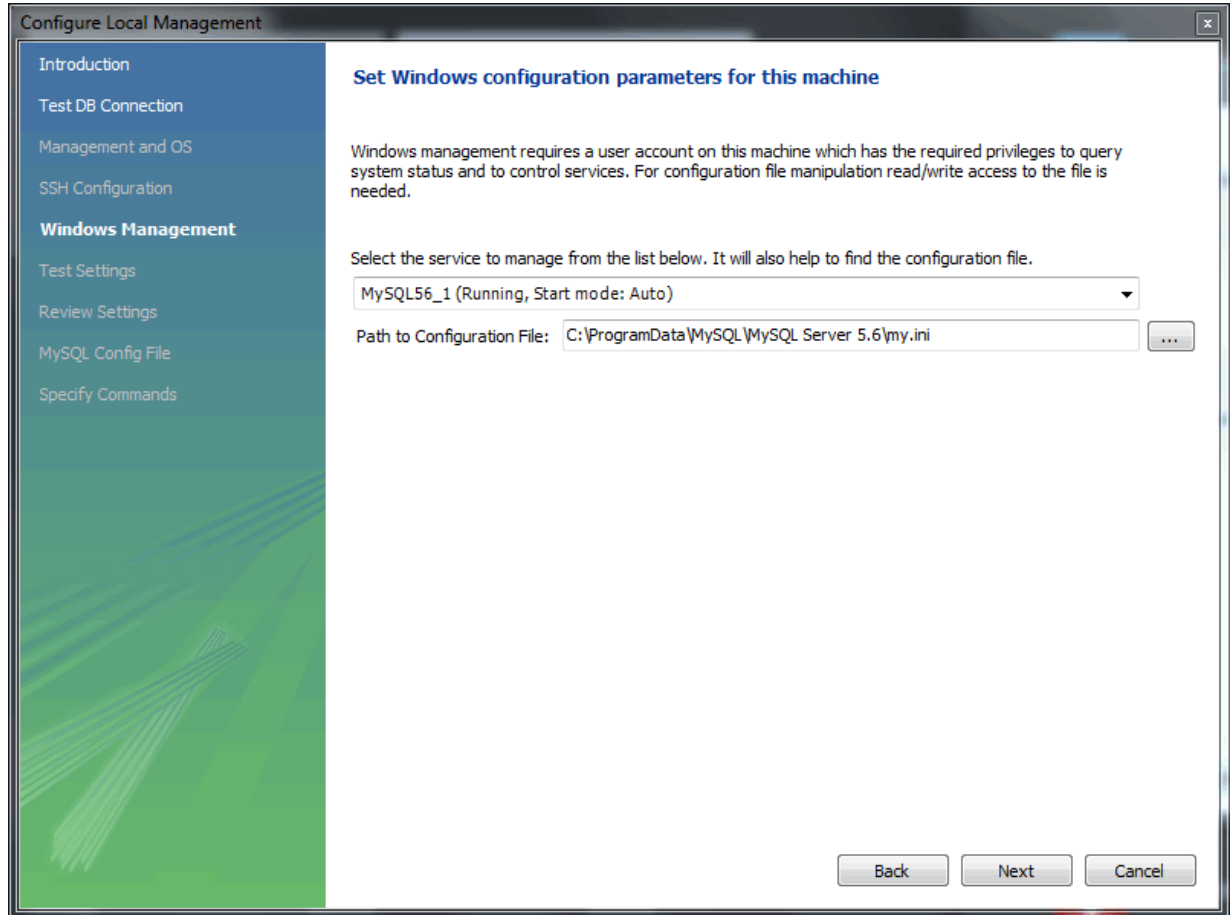 Configure Local Management
x
Introduction
Test DB Connection
Management and OS
SSH Configuration
Windows Management
Test Settings
Review Settings
MySQL Config File
Specify Commands
Set Windows configuration parameters for this machine
Windows management requires a user account on this machine which has the required privileges to query
system status and to control services. For configuration file manipulation read/write access to the file is
needed.
Select the service to manage from the list below. It will also help to find the configuration file.
MySQL56_1 (Running, Start mode: Auto)
Path to Configuration File: C:\ProgramData\MySQL\MySQL Server 5.6\my.ini ...
Back Next Cancel